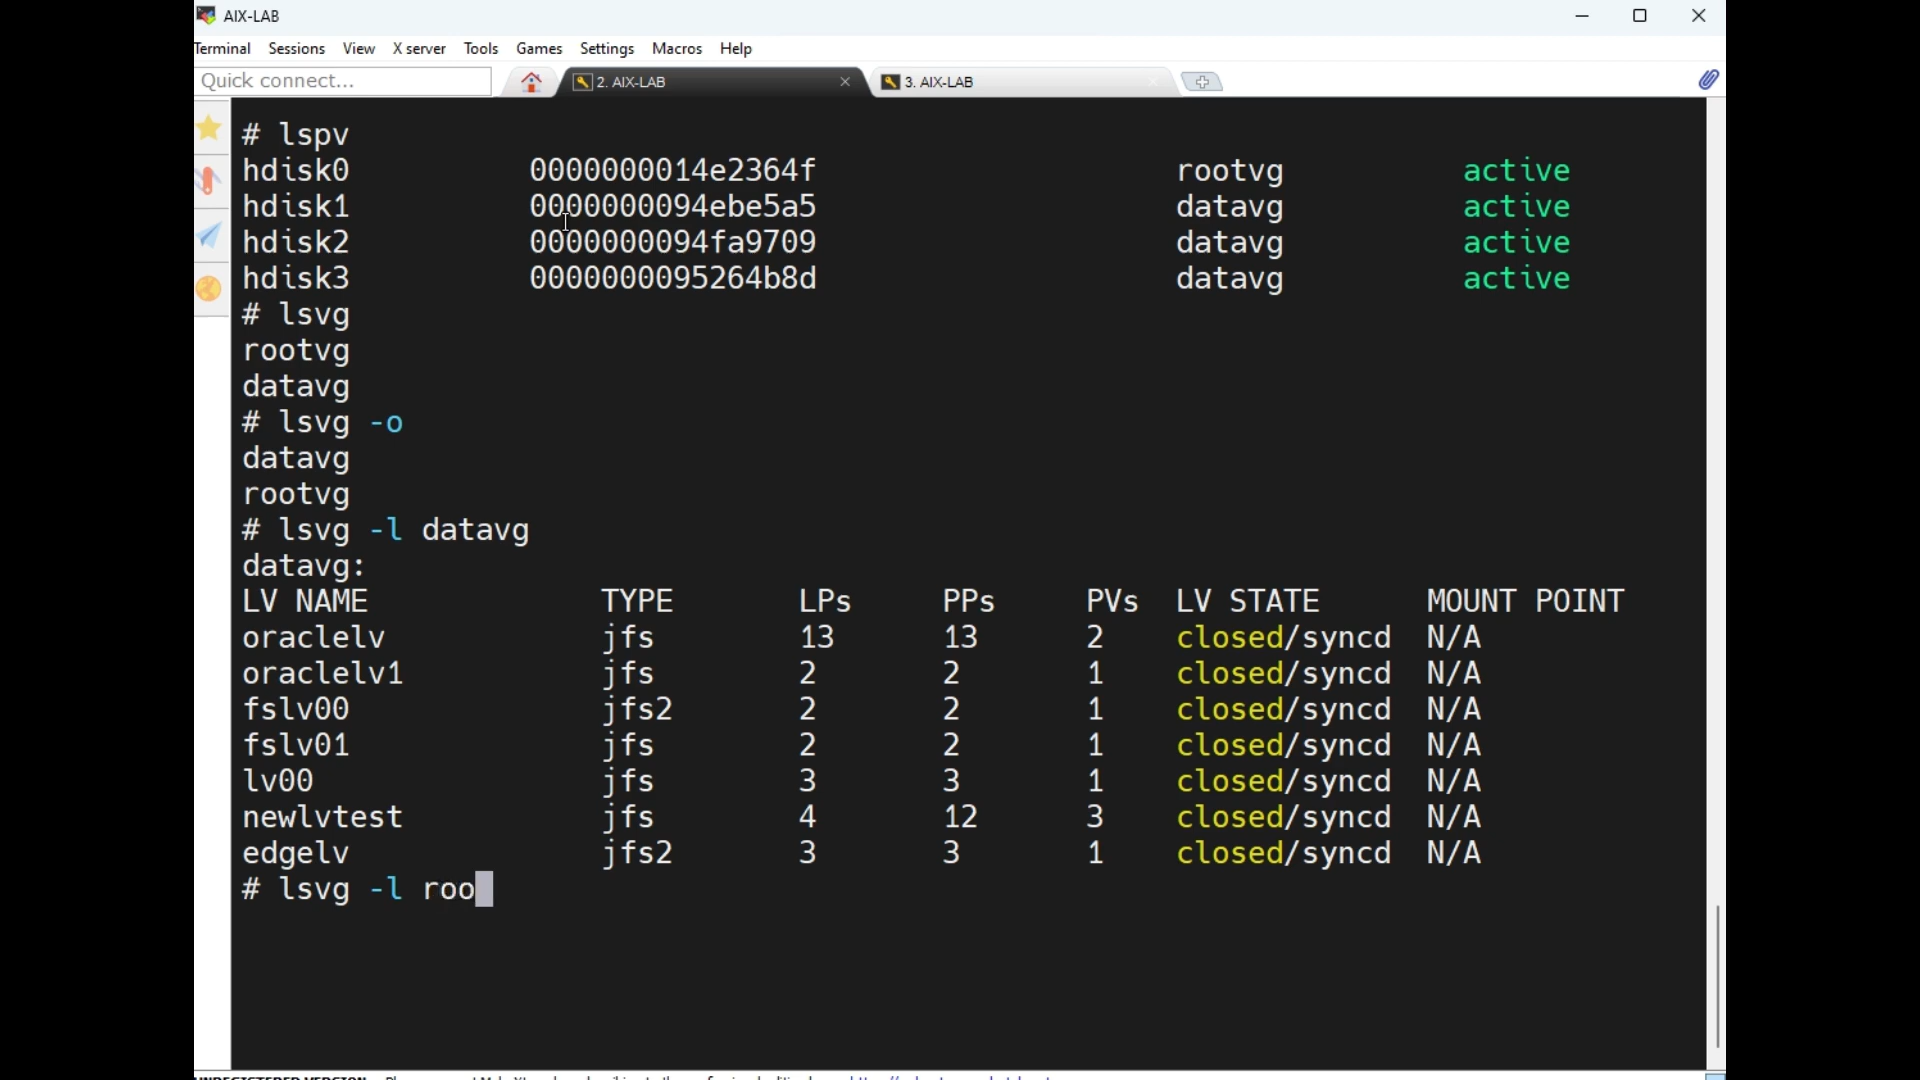 AIX-LAB
Terminal Sessions View X server Tools Games Settings Macros Help
Quick connect... 2. AIX-LAB 3. AIX-LAB
# lspv
hdisk0 0000000014e2364f rootvg active
hdisk1 0000000094ebe5a5 datavg active
hdisk2 0000000094fa9709 datavg active
hdisk3 0000000095264b8d datavg active
# lsvg
rootvg
datavg
# lsvg -o
datavg
rootvg
# lsvg -l datavg
datavg:
LV NAME TYPE LPs PPs PVs LV STATE MOUNT POINT
oraclelv jfs 13 13 2 closed/syncd N/A
oraclelv1 jfs 2 2 1 closed/syncd N/A
fslv00 jfs2 2 2 1 closed/syncd N/A
fslv01 jfs 2 2 1 closed/syncd N/A
lv00 jfs 3 3 1 closed/syncd N/A
newlvtest jfs 4 12 3 closed/syncd N/A
edgelv jfs2 3 3 1 closed/syncd N/A
# lsvg -l roo
UNREGISTERED VERSION